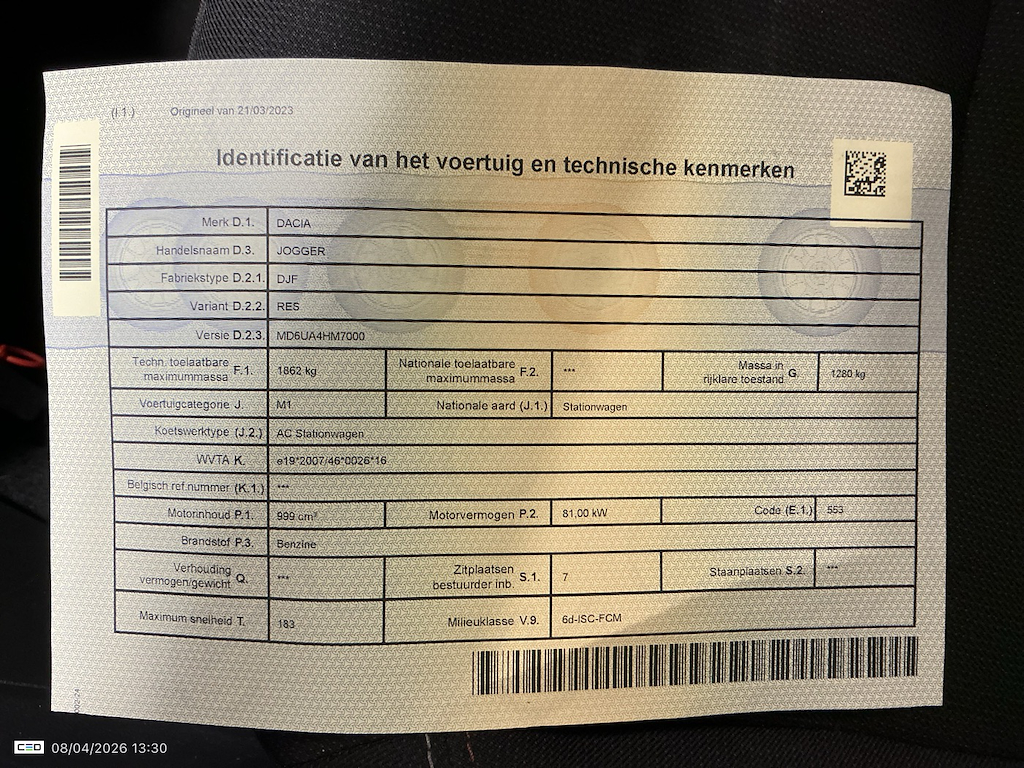 (I.1.) Origineel van 21/03/2023
Identificatie van het voertuig en technische kenmerken
Merk D.1. DACIA
Handelsnaam D.3. JOGGER
Fabriekstype D.2.1. DJF
Variant D.2.2. RES
Versie D.2.3. MD6UA4HM7000
Techn. toelaatbare maximummassa F.1. 1862 kg Nationale toelaatbare maximummassa F.2. *** Massa in rijklare toestand G. 1280 kg
Voertuigcategorie J. M1 Nationale aard (J.1.) Stationwagen
Koetswerktype (J.2.) AC Stationwagen
WVTA K. e19*2007/46*0026*16
Belgisch ref.nummer (K.1.) ***
Motorinhoud P.1. 999 cm³ Motorvermogen P.2. 81,00 kW Code (E.1.) 553
Brandstof P.3. Benzine
Verhouding vermogen/gewicht Q. *** Zitplaatsen bestuurder inb. S.1. 7 Staanplaatsen S.2. ***
Maximum snelheid T. 183 Milieuklasse V.9. 6d-ISC-FCM
CEO 08/04/2026 13:30